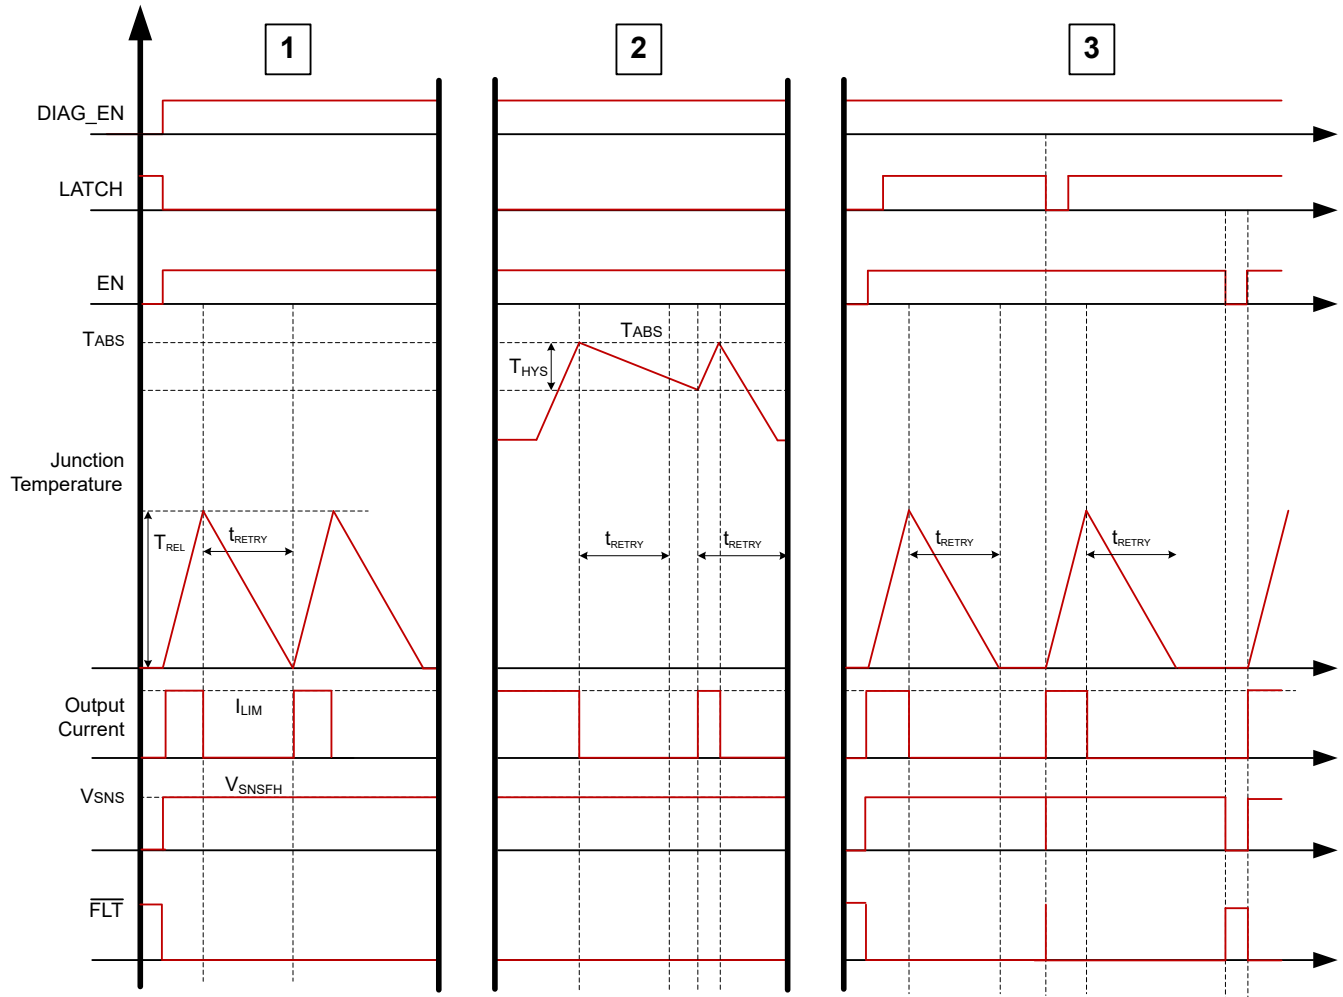 1
2
3
DIAG_EN
LATCH
EN
TABS
TABS
THYS
Junction
Temperature
TREL
tRETRY
tRETRY
tRETRY
tRETRY
tRETRY
Output
Current
ILIM
VSNS
VSNSFH
FLT